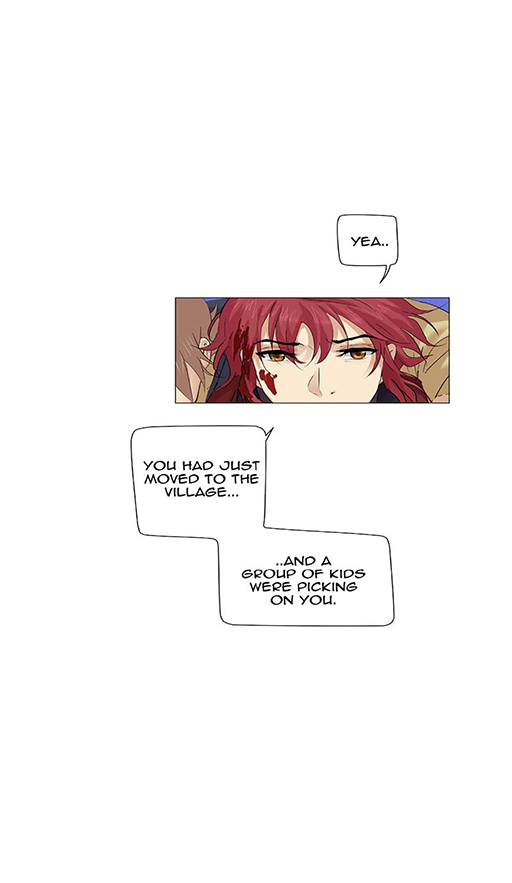 YEA..
YOU HAD JUST
MOVED TO THE
VILLAGE...
..AND A
GROUP OF KIDS
WERE PICKING
ON YOU.